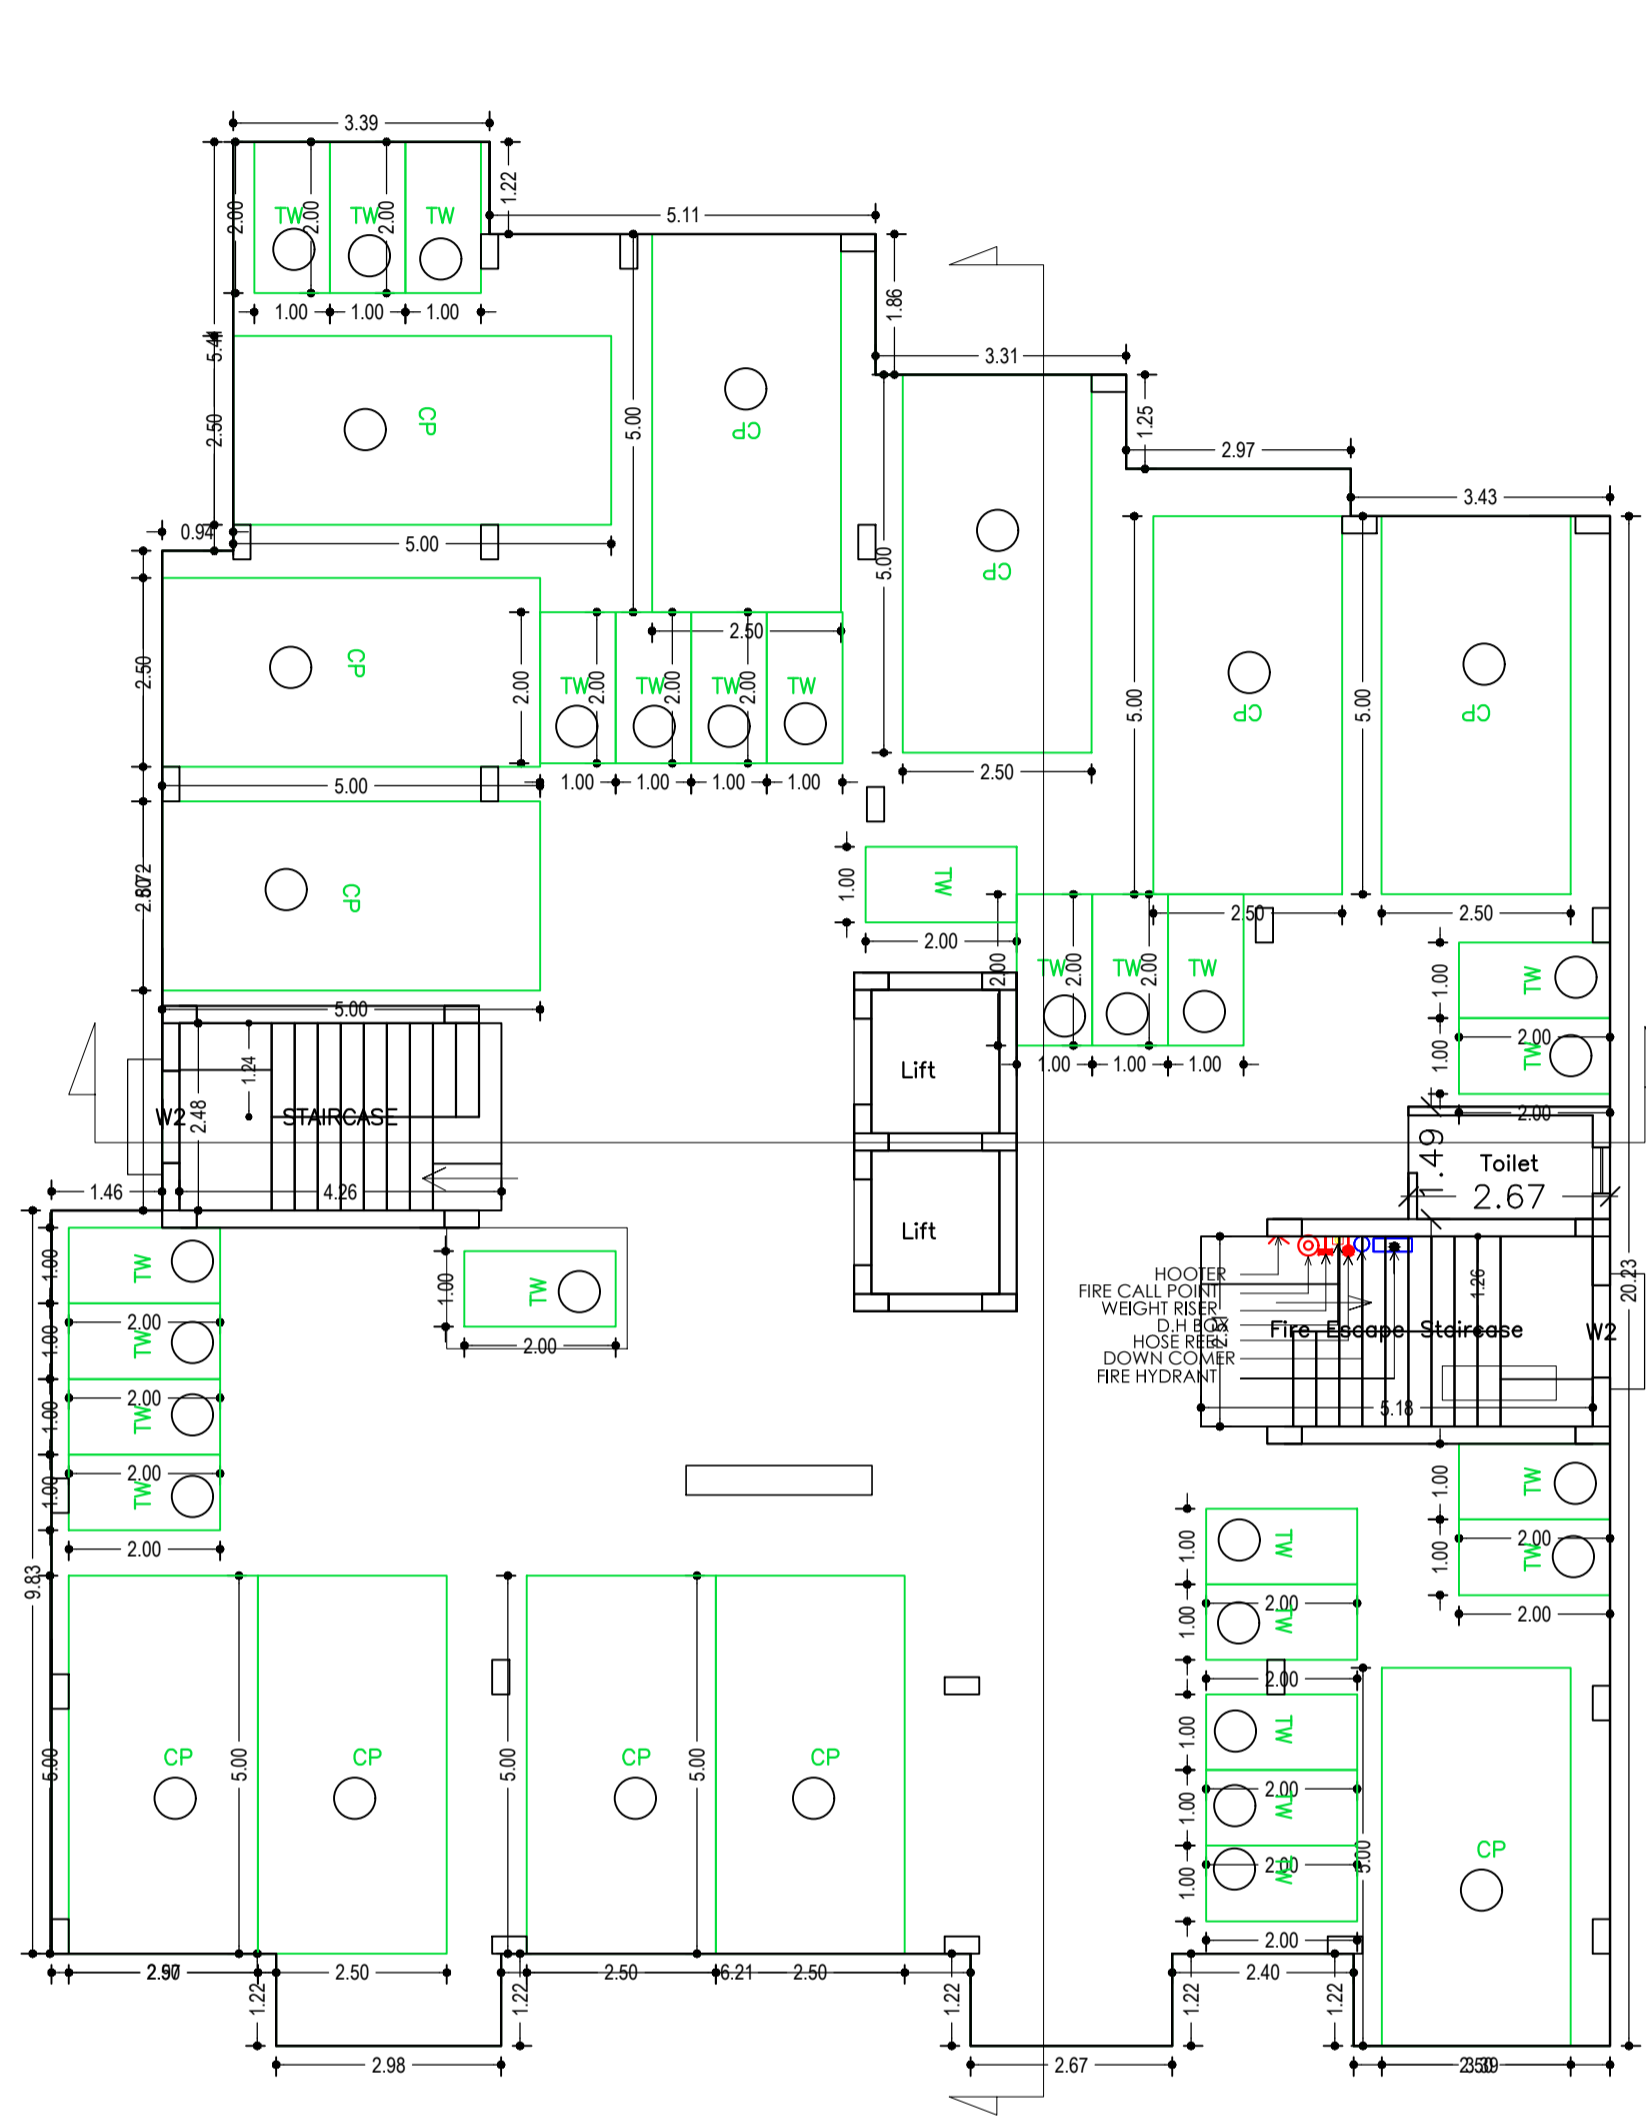 3.39
1.22
5.11
2.00
TW
2.00
TW
2.00
TW
1.86
1.00
1.00
1.00
5.41
3.31
2.50
CP
5.00
CP
1.25
2.97
3.43
0.94
5.00
5.00
CP
2.50
CP
2.50
2.00
TW
2.00
TW
2.00
TW
2.00
TW
5.00
CP
5.00
CP
5.00
1.00
1.00
1.00
1.00
2.50
CP
1.00
TW
2.50
2.50
2.00
5.00
2.00
TW
2.00
TW
2.00
TW
1.00
TW
2.00
1.00
TW
2.00
1.00
1.00
1.00
1.24
Lift
W2
2.48
STAIRCASE
Toilet
2.67
1.46
4.26
Lift
1.00
TW
2.00
1.00
TW
2.00
1.00
TW
2.00
1.00
TW
2.00
1.00
TW
2.00
HOOTER
FIRE CALL POINT
WEIGHT RISER
D.H BOX
HOSE REEL
DOWN COMER
FIRE HYDRANT
1.26
20.23
Fire Escape Staircase
W2
5.18
1.00
TW
2.00
1.00
TW
2.00
1.00
TW
2.00
1.00
TW
2.00
1.00
TW
2.00
1.00
TW
2.00
1.00
TW
2.00
9.83
5.00
CP
5.00
CP
5.00
CP
5.00
CP
5.00
CP
2.50
2.50
6.21
2.50
2.40
1.22
1.22
1.22
1.22
1.22
2.98
2.67